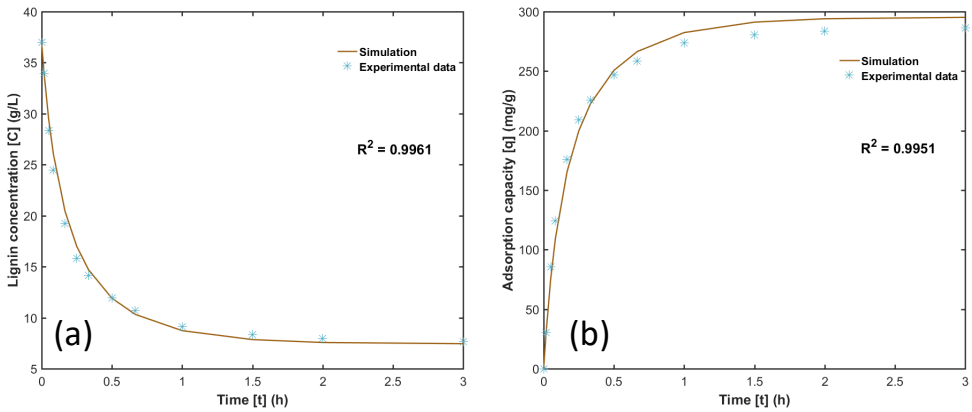 40
35
30
25
20
15
10
5
Lignin concentration [C] (g/L)
Simulation
Experimental data
R² = 0.9961
(a)
0 0.5 1 1.5 2 2.5 3
Time [t] (h)
300
250
200
150
100
50
0
Adsorption capacity [q] (mg/g)
Simulation
Experimental data
R² = 0.9951
(b)
0 0.5 1 1.5 2 2.5 3
Time [t] (h)